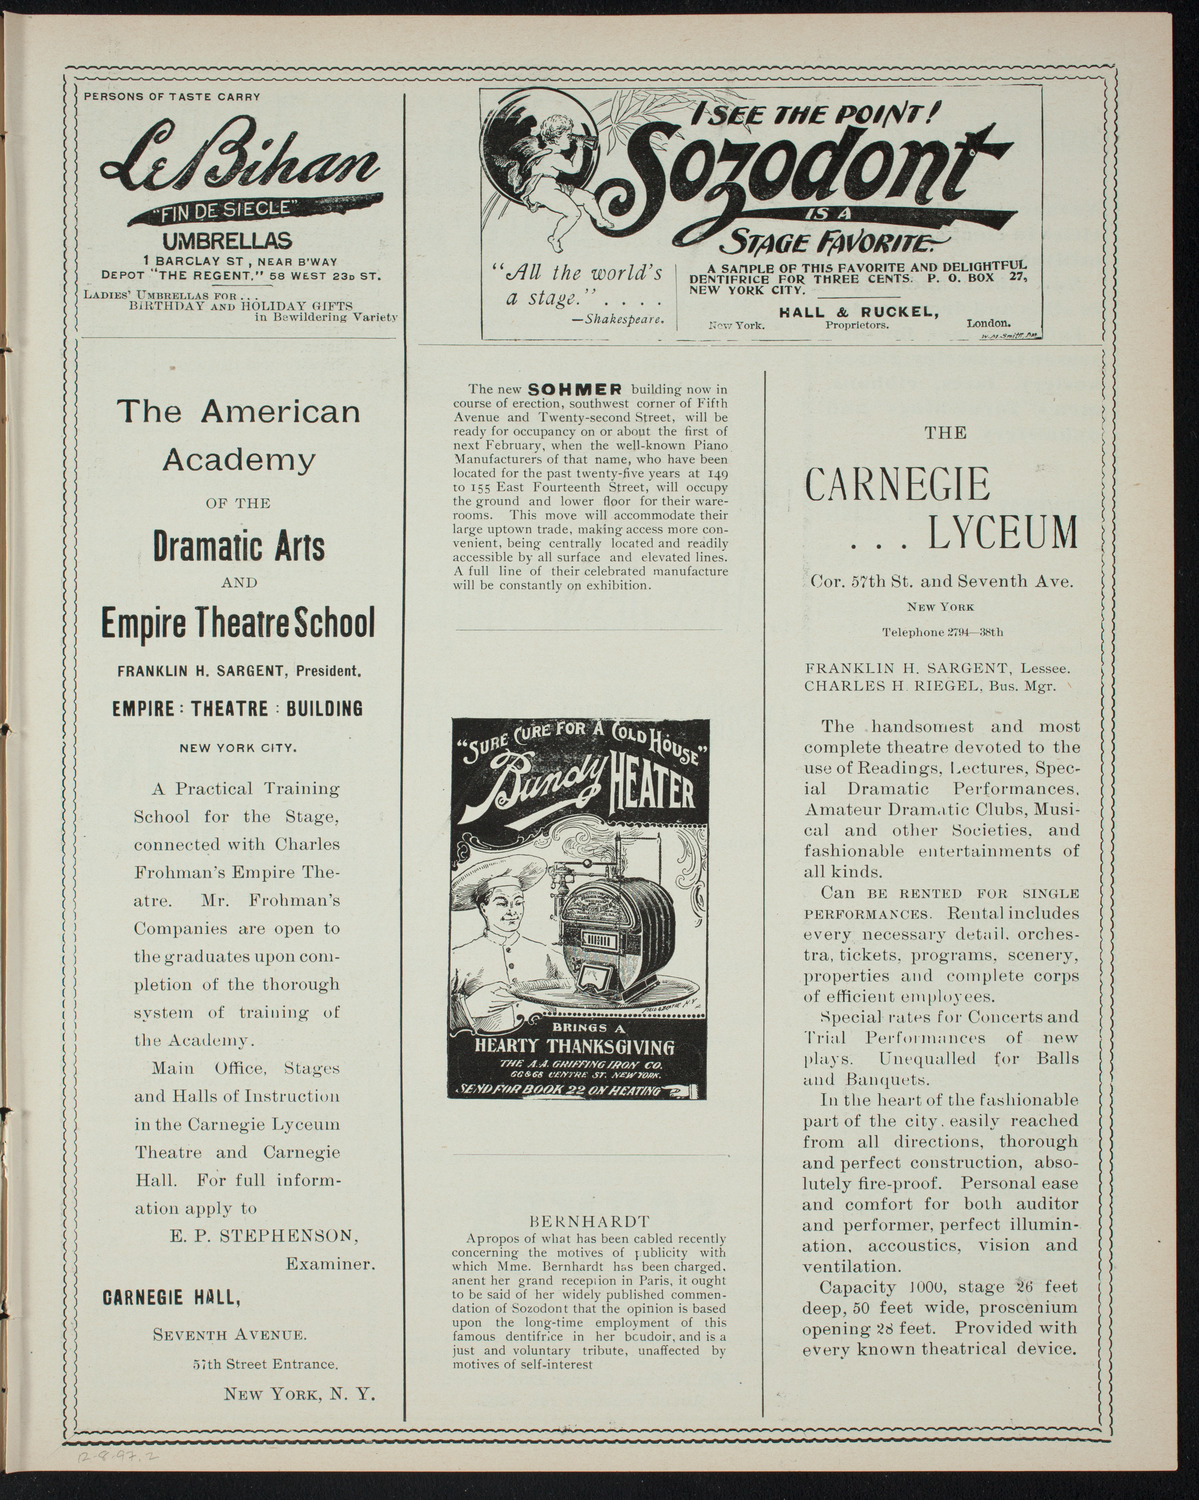 PERSONS OF TASTE CARRY
Le Bihan
"FIN DE SIECLE"
UMBRELLAS
1 BARCLAY ST, NEAR B'WAY
DEPOT "THE REGENT," 58 WEST 23D ST.
LADIES' UMBRELLAS FOR...
BIRTHDAY AND HOLIDAY GIFTS
in Bewildering Variety
I SEE THE POINT!
Sozodont
IS A
STAGE FAVORITE.
"All the world's
a stage." . . . .
—Shakespeare.
A SAMPLE OF THIS FAVORITE AND DELIGHTFUL
DENTIFRICE FOR THREE CENTS. P. O. BOX 27,
NEW YORK CITY.
HALL & RUCKEL,
New York. Proprietors. London.
The American
Academy
OF THE
Dramatic Arts
AND
Empire Theatre School
FRANKLIN H. SARGENT, President.
EMPIRE : THEATRE : BUILDING
NEW YORK CITY.
A Practical Training
School for the Stage,
connected with Charles
Frohman's Empire The-
atre. Mr. Frohman's
Companies are open to
the graduates upon com-
pletion of the thorough
system of training of
the Academy.
Main Office, Stages
and Halls of Instruction
in the Carnegie Lyceum
Theatre and Carnegie
Hall. For full inform-
ation apply to
E. P. STEPHENSON,
Examiner.
CARNEGIE HALL,
SEVENTH AVENUE.
57th Street Entrance.
NEW YORK, N. Y.
The new SOHMER building now in
course of erection, southwest corner of Fifth
Avenue and Twenty-second Street, will be
ready for occupancy on or about the first of
next February, when the well-known Piano
Manufacturers of that name, who have been
located for the past twenty-five years at 149
to 155 East Fourteenth Street, will occupy
the ground and lower floor for their ware-
rooms. This move will accommodate their
large uptown trade, making access more con-
venient, being centrally located and readily
accessible by all surface and elevated lines.
A full line of their celebrated manufacture
will be constantly on exhibition.
"SURE CURE FOR A COLD HOUSE"
Bundy HEATER
BRINGS A
HEARTY THANKSGIVING
THE A.A. GRIFFING IRON CO.
66&68 CENTRE ST. NEW YORK.
SEND FOR BOOK 22 ON HEATING
BERNHARDT
Apropos of what has been cabled recently
concerning the motives of publicity with
which Mme. Bernhardt has been charged,
anent her grand reception in Paris, it ought
to be said of her widely published commen-
dation of Sozodont that the opinion is based
upon the long-time employment of this
famous dentifrice in her boudoir, and is a
just and voluntary tribute, unaffected by
motives of self-interest
THE
CARNEGIE
... LYCEUM
Cor. 57th St. and Seventh Ave.
NEW YORK
Telephone 2794—38th
FRANKLIN H. SARGENT, Lessee.
CHARLES H. RIEGEL, Bus. Mgr.
The handsomest and most
complete theatre devoted to the
use of Readings, Lectures, Spec-
ial Dramatic Performances,
Amateur Dramatic Clubs, Musi-
cal and other Societies, and
fashionable entertainments of
all kinds.
Can BE RENTED FOR SINGLE
PERFORMANCES. Rental includes
every necessary detail, orches-
tra, tickets, programs, scenery,
properties and complete corps
of efficient employees.
Special rates for Concerts and
Trial Performances of new
plays. Unequalled for Balls
and Banquets.
In the heart of the fashionable
part of the city, easily reached
from all directions, thorough
and perfect construction, abso-
lutely fire-proof. Personal ease
and comfort for both auditor
and performer, perfect illumin-
ation, accoustics, vision and
ventilation.
Capacity 1000, stage 26 feet
deep, 50 feet wide, proscenium
opening 28 feet. Provided with
every known theatrical device.
12.8.97.2